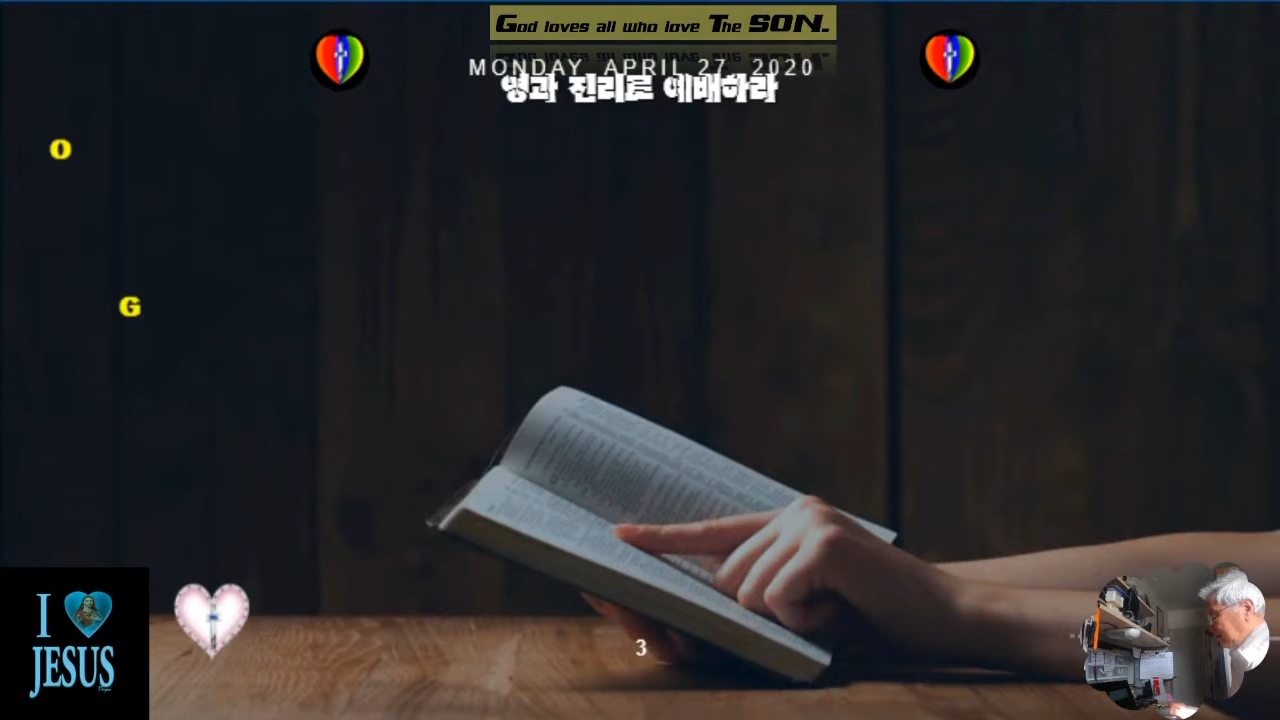 God loves all who love The SON.
MONDAY, APRIL 27, 2020
영과 진리로 예배하라
O
G
I
JESUS
3